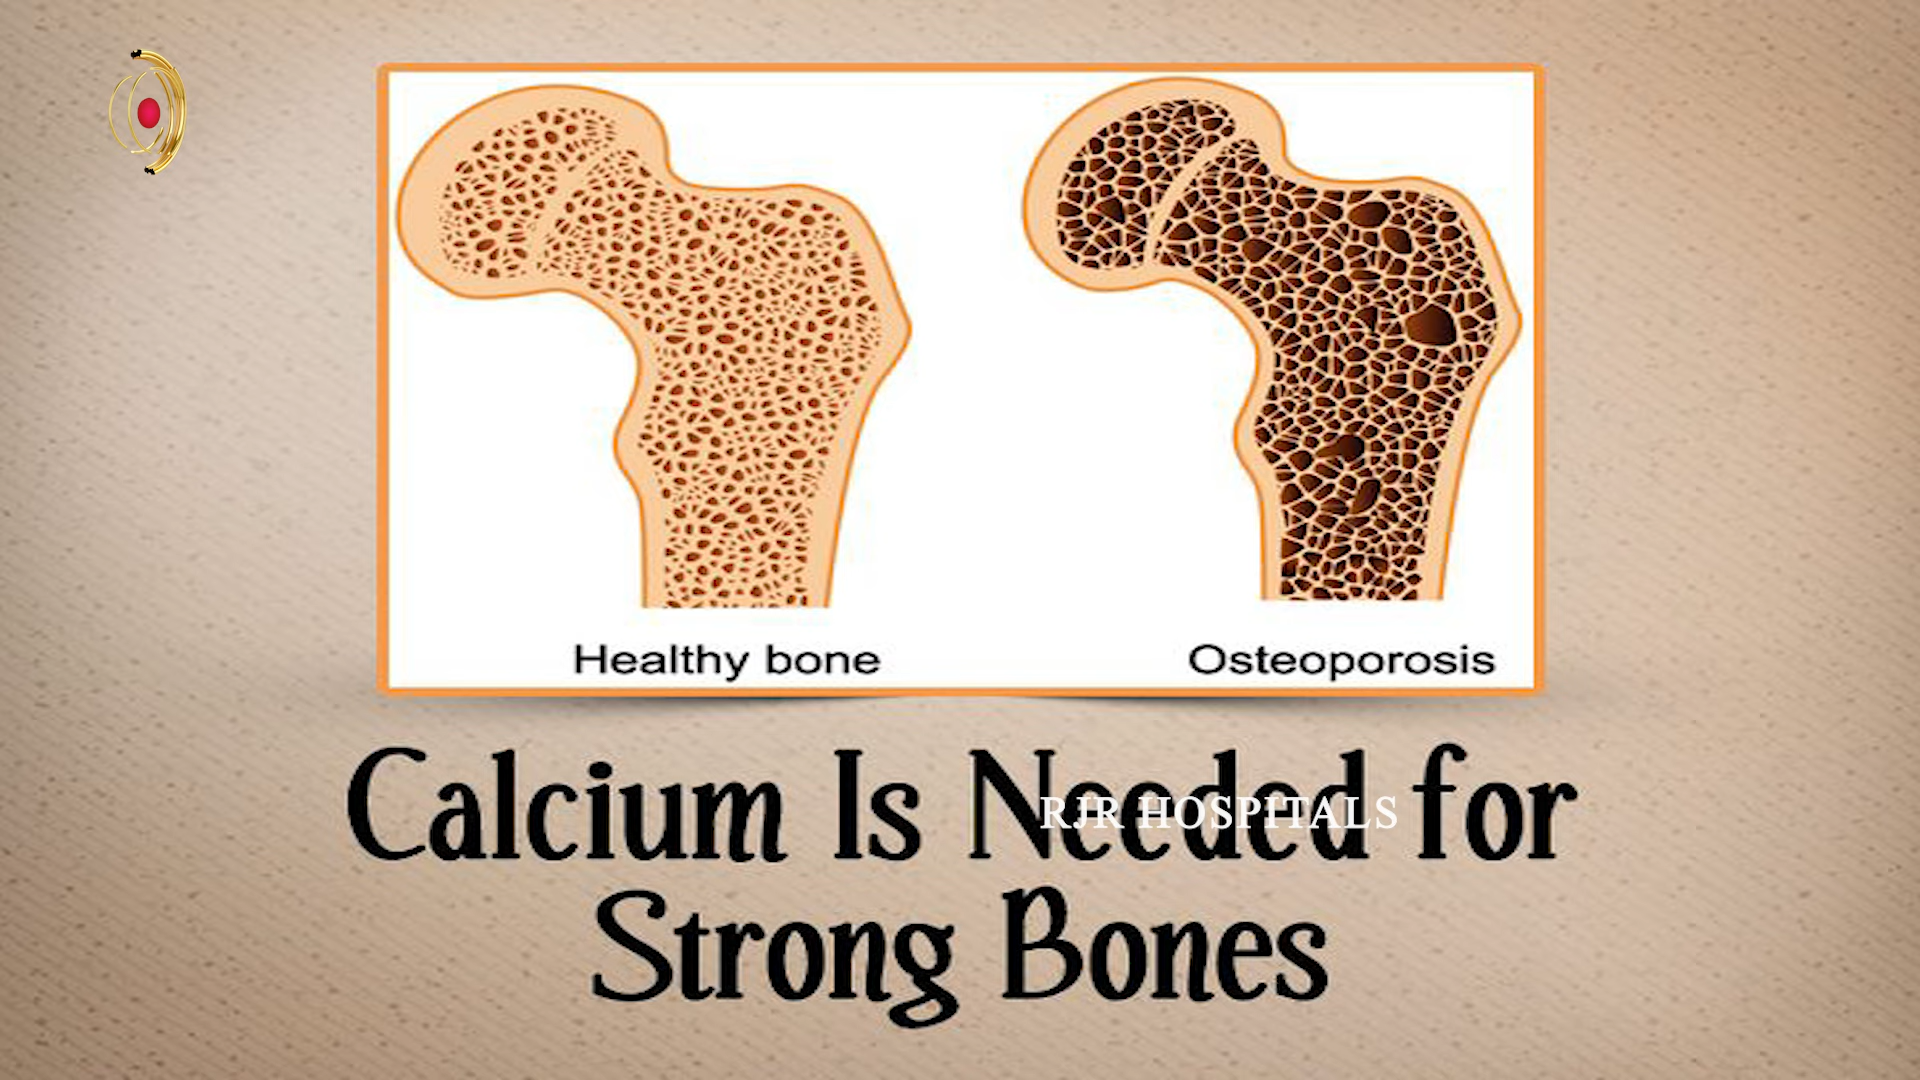 Healthy bone
Osteoporosis
Calcium Is Needed for
RJR HOSPITALS
Strong Bones